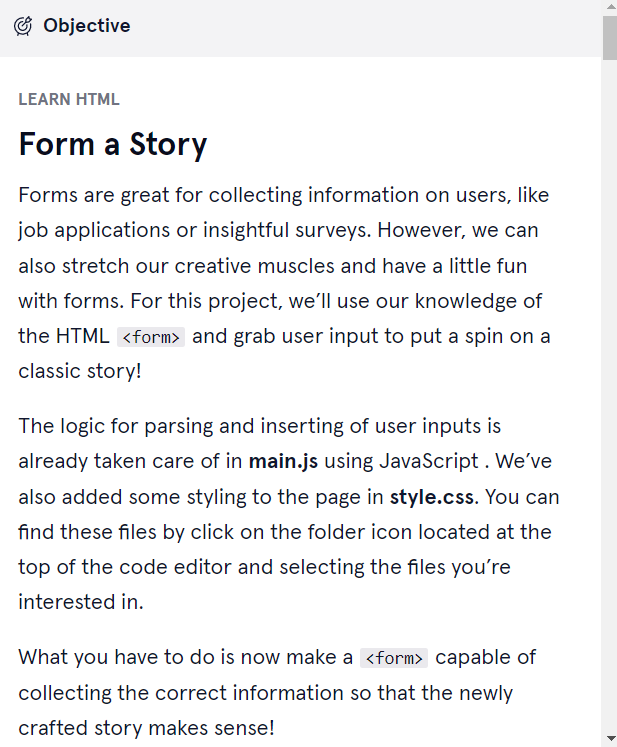 Objective
LEARN HTML
Form a Story
Forms are great for collecting information on users, like
job applications or insightful surveys. However, we can
also stretch our creative muscles and have a little fun
with forms. For this project, we’ll use our knowledge of
the HTML <form> and grab user input to put a spin on a
classic story!
The logic for parsing and inserting of user inputs is
already taken care of in main.js using JavaScript . We’ve
also added some styling to the page in style.css. You can
find these files by click on the folder icon located at the
top of the code editor and selecting the files you’re
interested in.
What you have to do is now make a <form> capable of
collecting the correct information so that the newly
crafted story makes sense!